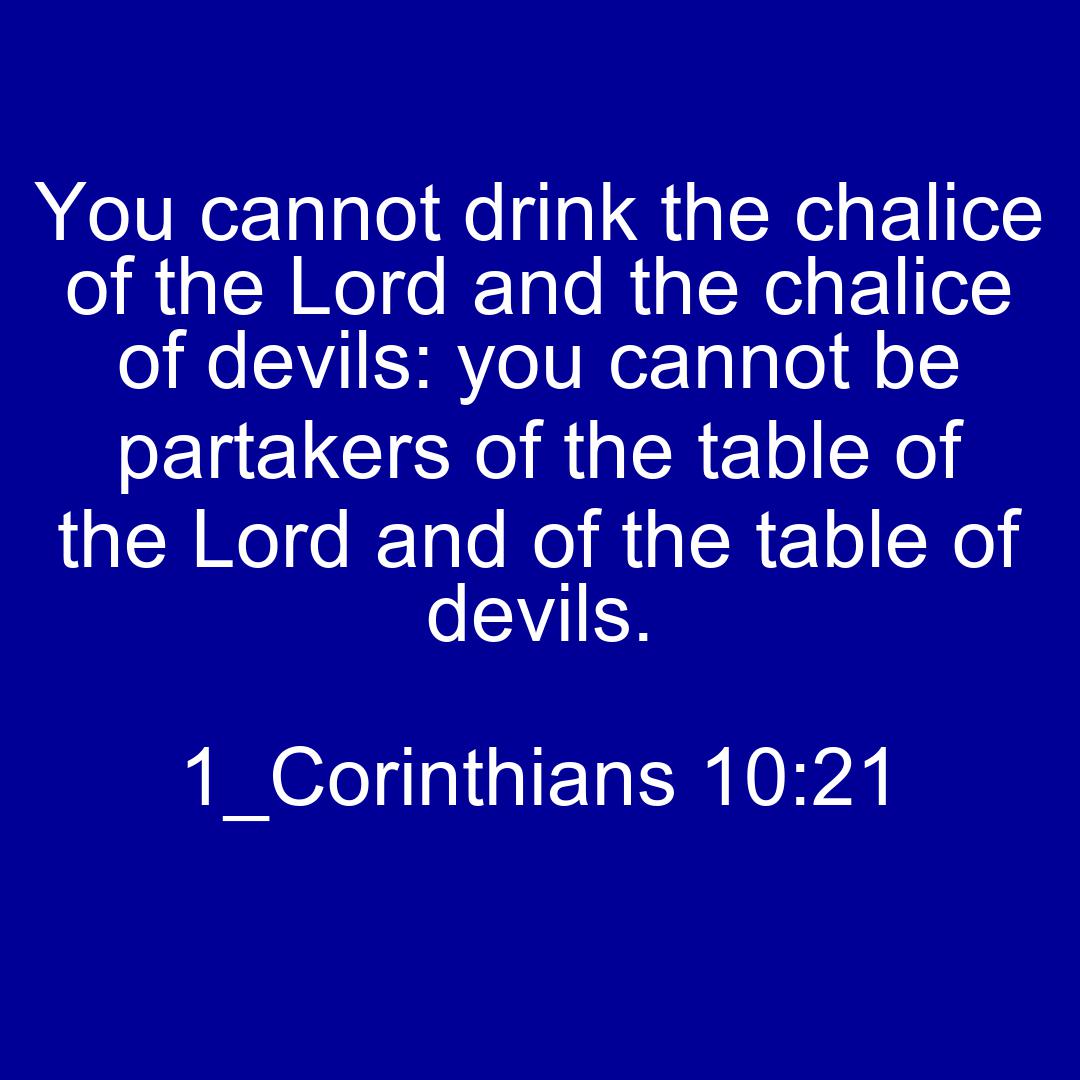 You cannot drink the chalice
of the Lord and the chalice
of devils: you cannot be
partakers of the table of
the Lord and of the table of
devils.
1_Corinthians 10:21